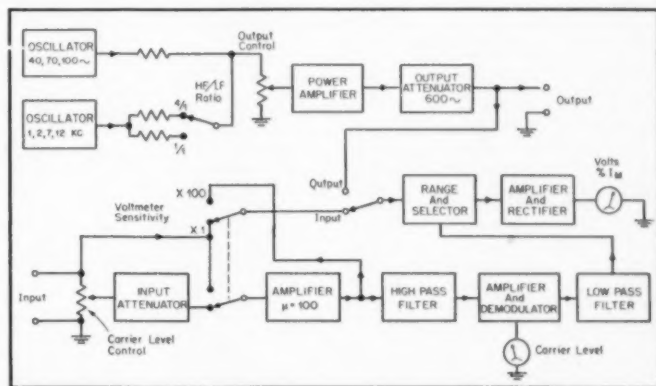 OSCILLATOR
40, 70, 100~
OSCILLATOR
1, 2, 7, 12 KC
HF/LF
Ratio
4/1
1/1
Output
Control
POWER
AMPLIFIER
OUTPUT
ATTENUATOR
600~
Output
Volts
% IM
Voltmeter
Sensitivity
X 100
X 1
Output
Input
RANGE
And
SELECTOR
AMPLIFIER
And
RECTIFIER
Input
Carrier Level
Control
INPUT
ATTENUATOR
AMPLIFIER
μ = 100
HIGH PASS
FILTER
AMPLIFIER
And
DEMODULATOR
LOW PASS
FILTER
Carrier Level